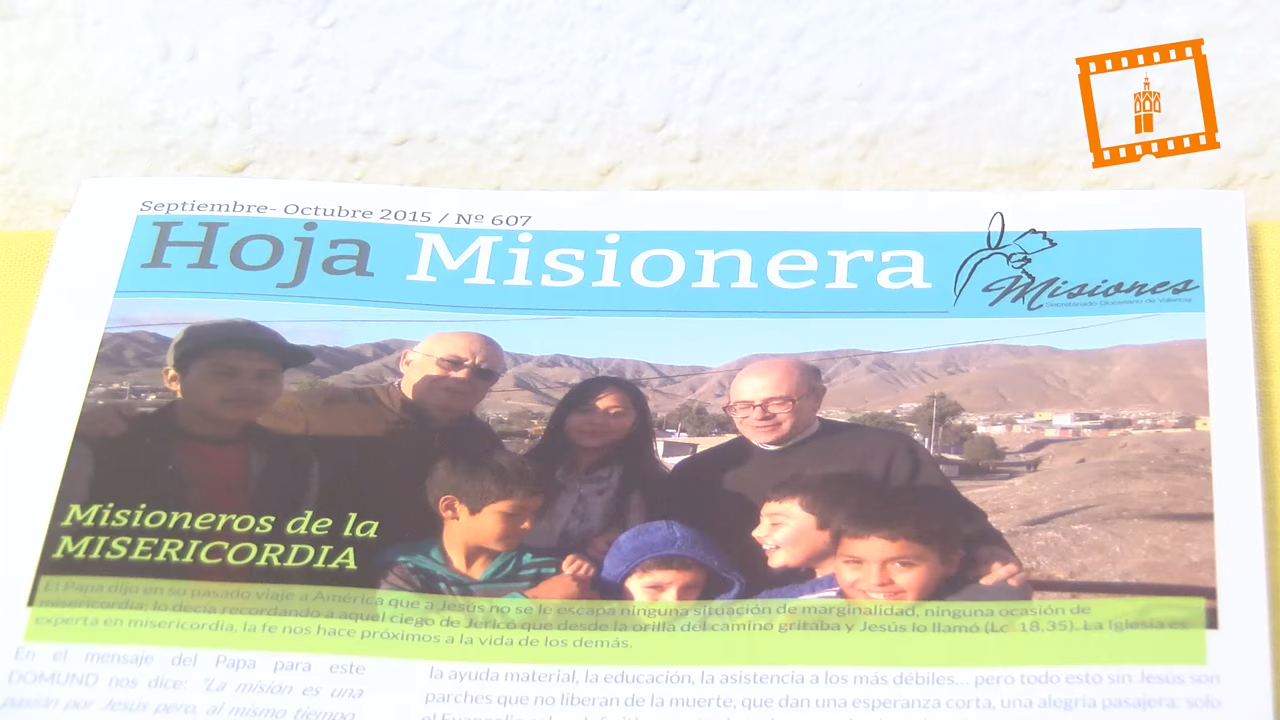 Septiembre- Octubre 2015 / Nº 607
Hoja Misionera
Misiones
Secretariado Diocesano de Valencia
Misioneros de la
MISERICORDIA
El Papa dijo en su pasado viaje a América que a Jesús no se le escapa ninguna situación de marginalidad, ninguna ocasión de
misericordia; lo decía recordando a aquel ciego de Jericó que desde la orilla del camino gritaba y Jesús lo llamó (Lc. 18,35). La Iglesia es
experta en misericordia, la fe nos hace próximos a la vida de los demás.
En el mensaje del Papa para este
DOMUND nos dice: "La misión es una
pasión por Jesús pero, al mismo tiempo
la ayuda material, la educación, la asistencia a los más débiles... pero todo esto sin Jesús son
parches que no liberan de la muerte, que dan una esperanza corta, una alegría pasajera; solo
el Evangelio